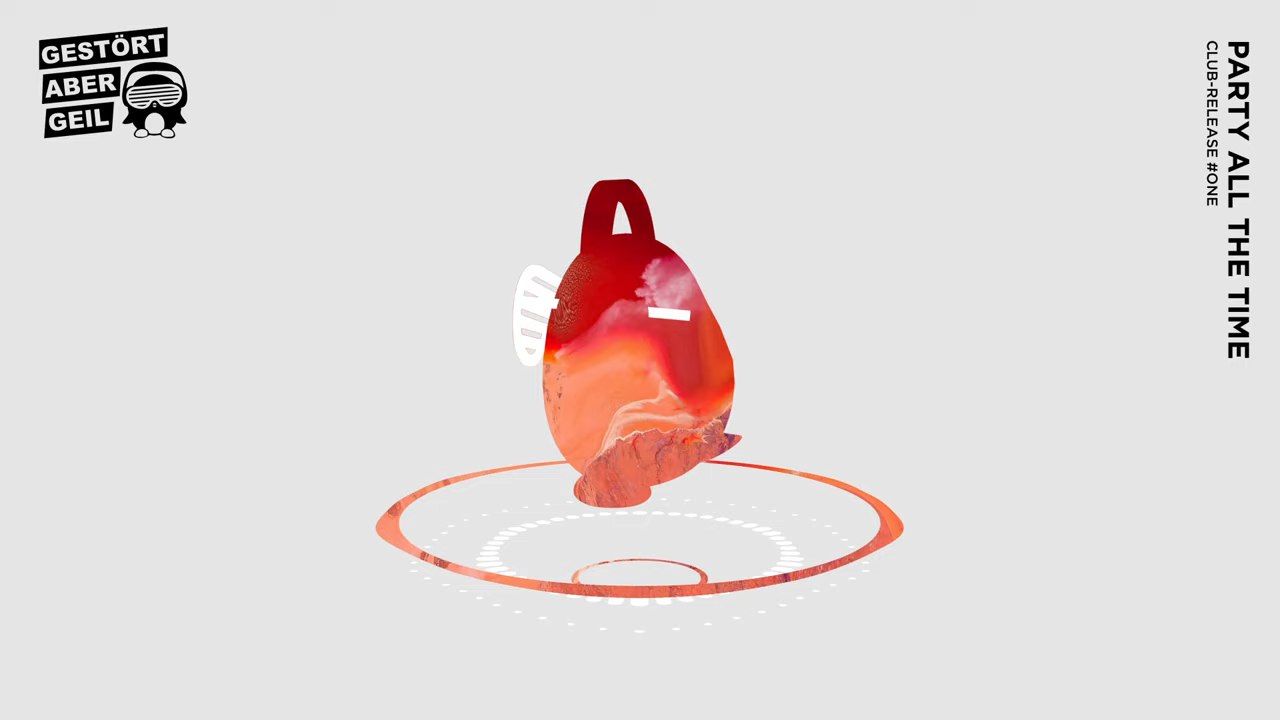 GESTÖRT
ABER
GEIL
PARTY ALL THE TIME
CLUB-RELEASE #ONE